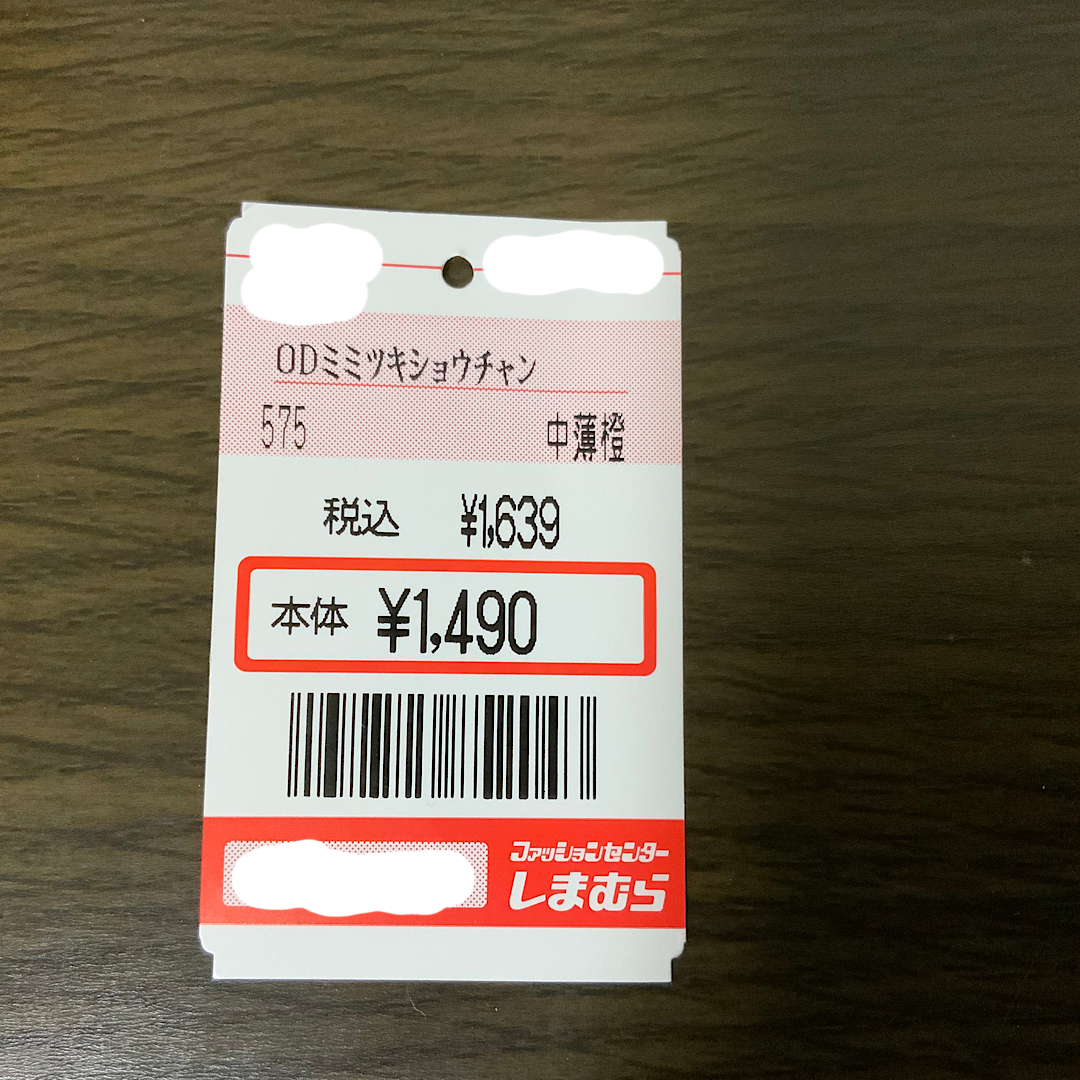 ODミミツキショウチャン
575 中薄橙
税込 ¥1,639
本体 ¥1,490
ファッションセンター
しまむら